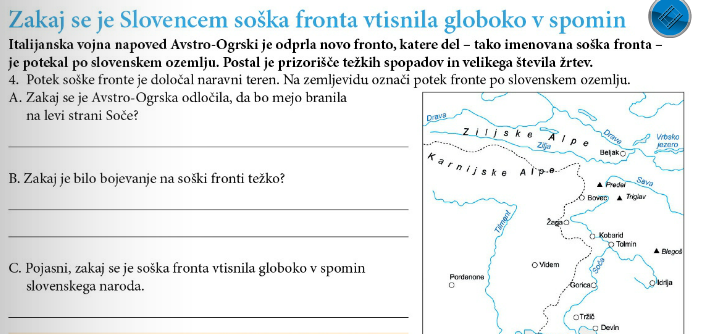 Zakaj se je Slovencem soška fronta vtisnila globoko v spomin
Italijanska vojna napoved Avstro-Ogrski je odprla novo fronto, katere del – tako imenovana soška fronta –
je potekal po slovenskem ozemlju. Postal je prizorišče težkih spopadov in velikega števila žrtev.
4. Potek soške fronte je določal naravni teren. Na zemljevidu označi potek fronte po slovenskem ozemlju.
A. Zakaj se je Avstro-Ogrska odločila, da bo mejo branila
na levi strani Soče?
B. Zakaj je bilo bojevanje na soški fronti težko?
C. Pojasni, zakaj se je soška fronta vtisnila globoko v spomin
slovenskega naroda.
Drava
Ziljske Alpe
Drava
Vrbsko
jezero
Zilja
Beljak
Karnijske Alpe
Predel
Sava
Bovec
Triglav
Tilment
Žaga
Kobarid
Tolmin
Blegoš
Videm
Soča
Pordenone
Gorica
Idrija
Tržič
Devin